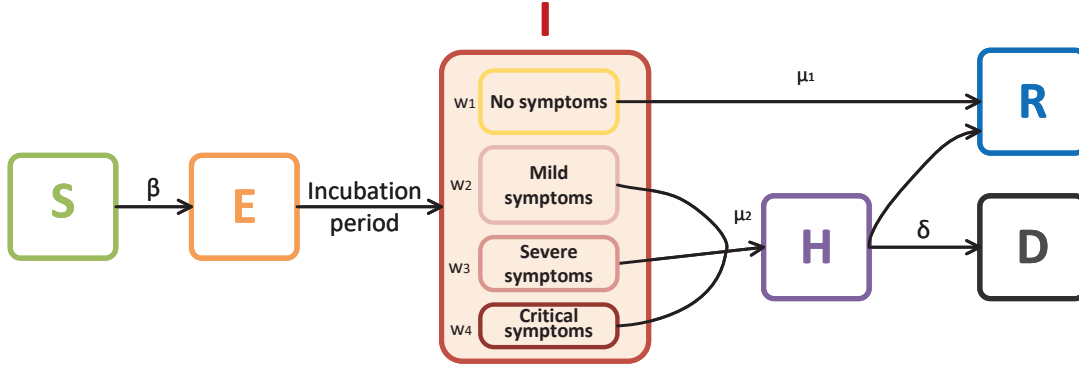 I
S
β
E
Incubation
period
w1
No symptoms
w2
Mild
symptoms
w3
Severe
symptoms
w4
Critical
symptoms
μ1
μ2
H
δ
R
D